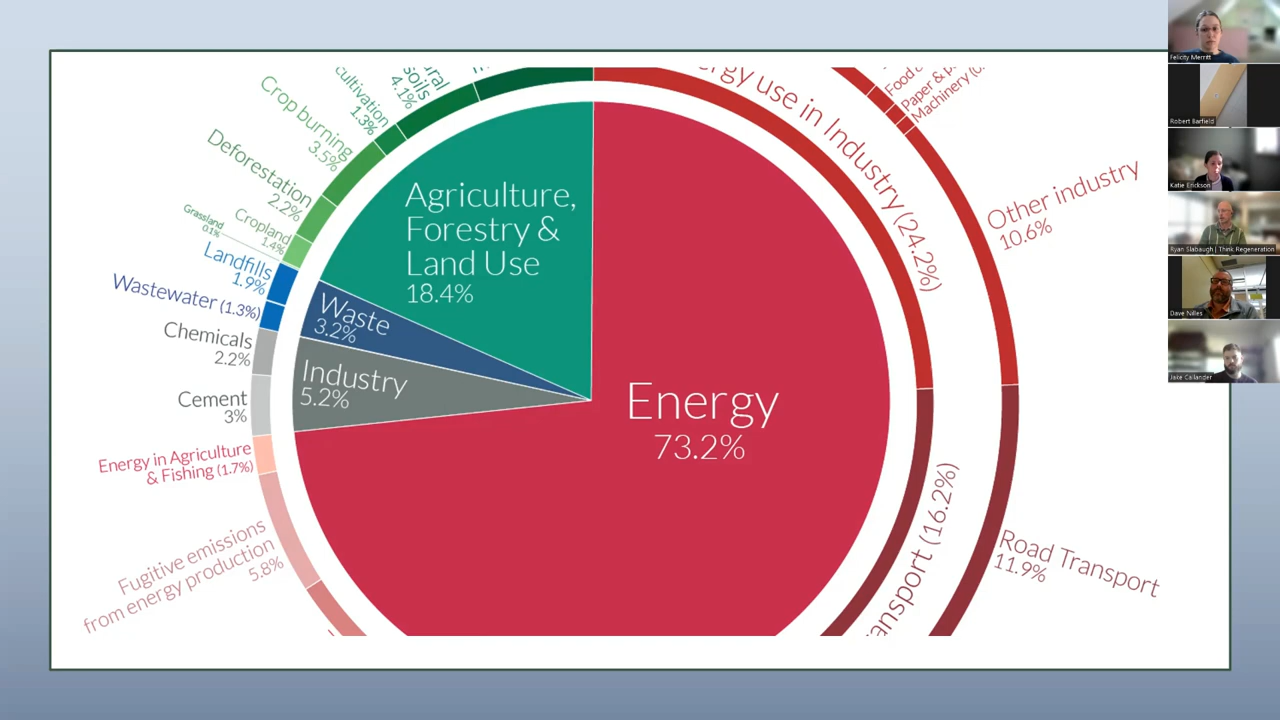 Crop burning
3.5%
cultivation
1.3%
soils
4.1%
Deforestation
2.2%
Grassland
0.1%
Cropland
1.4%
Landfills
1.9%
Wastewater (1.3%)
Chemicals
2.2%
Cement
3%
Energy in Agriculture
& Fishing (1.7%)
Fugitive emissions
from energy production
5.8%
Agriculture,
Forestry &
Land Use
18.4%
Waste
3.2%
Industry
5.2%
Energy
73.2%
use in Industry (24.2%)
(16.2%)
Food
Paper &
Machinery
Other industry
10.6%
Road Transport
11.9%
Felicity Merritt
Robert Barfield
Katie Erickson
Ryan Slabaugh | Think Regeneration
Dave Nilles
Jake Callander